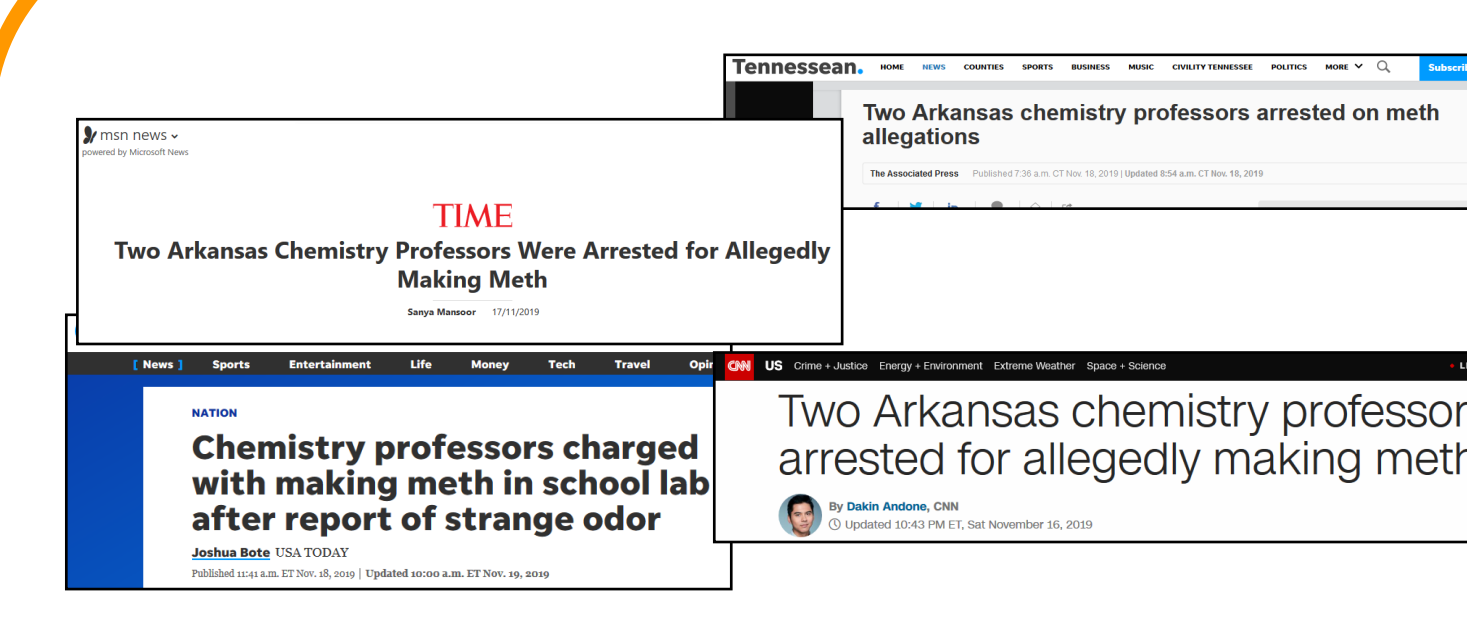 Tennessean.
HOME NEWS COUNTIES SPORTS BUSINESS MUSIC CIVILITY TENNESSEE POLITICS MORE
Two Arkansas chemistry professors arrested on meth
allegations
The Associated Press Published 7:36 a.m. CT Nov. 18, 2019 | Updated 8:54 a.m. CT Nov. 18, 2019
msn news
powered by Microsoft News
TIME
Two Arkansas Chemistry Professors Were Arrested for Allegedly
Making Meth
Sanya Mansoor 17/11/2019
[ News ] Sports Entertainment Life Money Tech Travel
NATION
Chemistry professors charged
with making meth in school lab
after report of strange odor
Joshua Bote USA TODAY
Published 11:41 a.m. ET Nov. 18, 2019 | Updated 10:00 a.m. ET Nov. 19, 2019
CNN US Crime + Justice Energy + Environment Extreme Weather Space + Science
Two Arkansas chemistry professor
arrested for allegedly making meth
By Dakin Andone, CNN
Updated 10:43 PM ET, Sat November 16, 2019